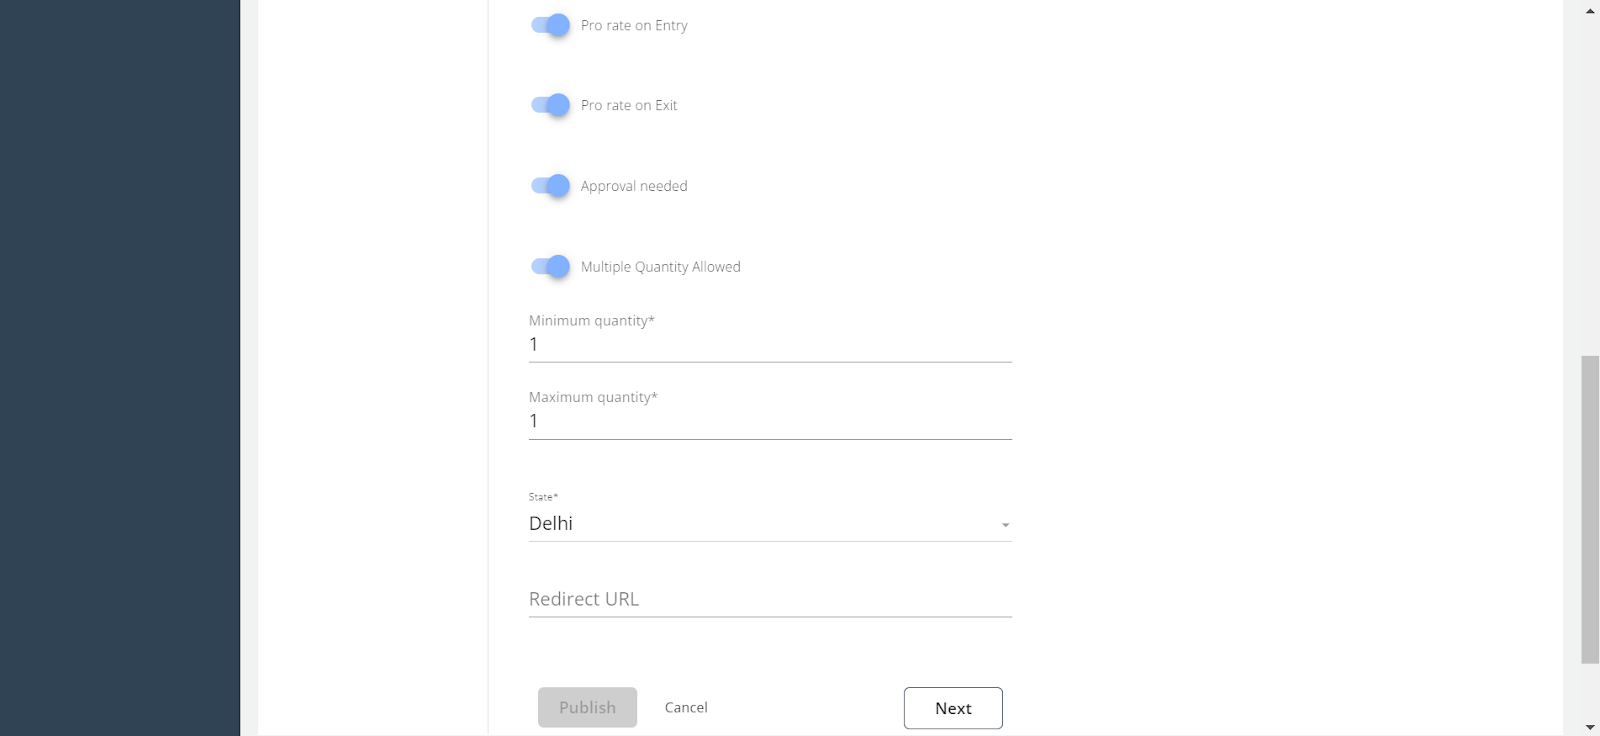 Pro rate on Entry
Pro rate on Exit
Approval needed
Multiple Quantity Allowed
Minimum quantity*
1
Maximum quantity*
1
State*
Delhi
Redirect URL
Publish Cancel Next